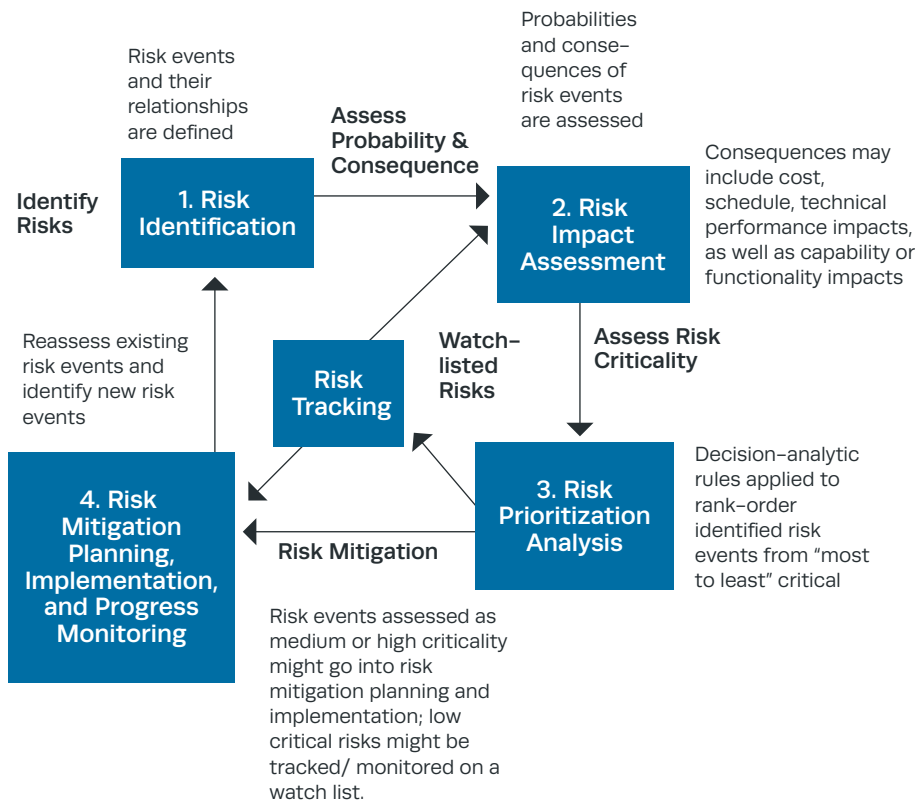 Risk events
and their
relationships
are defined
Probabilities
and conse-
quences of
risk events
are assessed
Assess
Probability &
Consequence
Identify
Risks
1. Risk
Identification
2. Risk
Impact
Assessment
Consequences may
include cost,
schedule, technical
performance impacts,
as well as capability or
functionality impacts
Reassess existing
risk events and
identify new risk
events
Risk
Tracking
Watch-
listed
Risks
Assess Risk
Criticality
4. Risk
Mitigation
Planning,
Implementation,
and Progress
Monitoring
Risk Mitigation
3. Risk
Prioritization
Analysis
Decision-analytic
rules applied to
rank-order
identified risk
events from “most
to least” critical
Risk events assessed as
medium or high criticality
might go into risk
mitigation planning and
implementation; low
critical risks might be
tracked/ monitored on a
watch list.